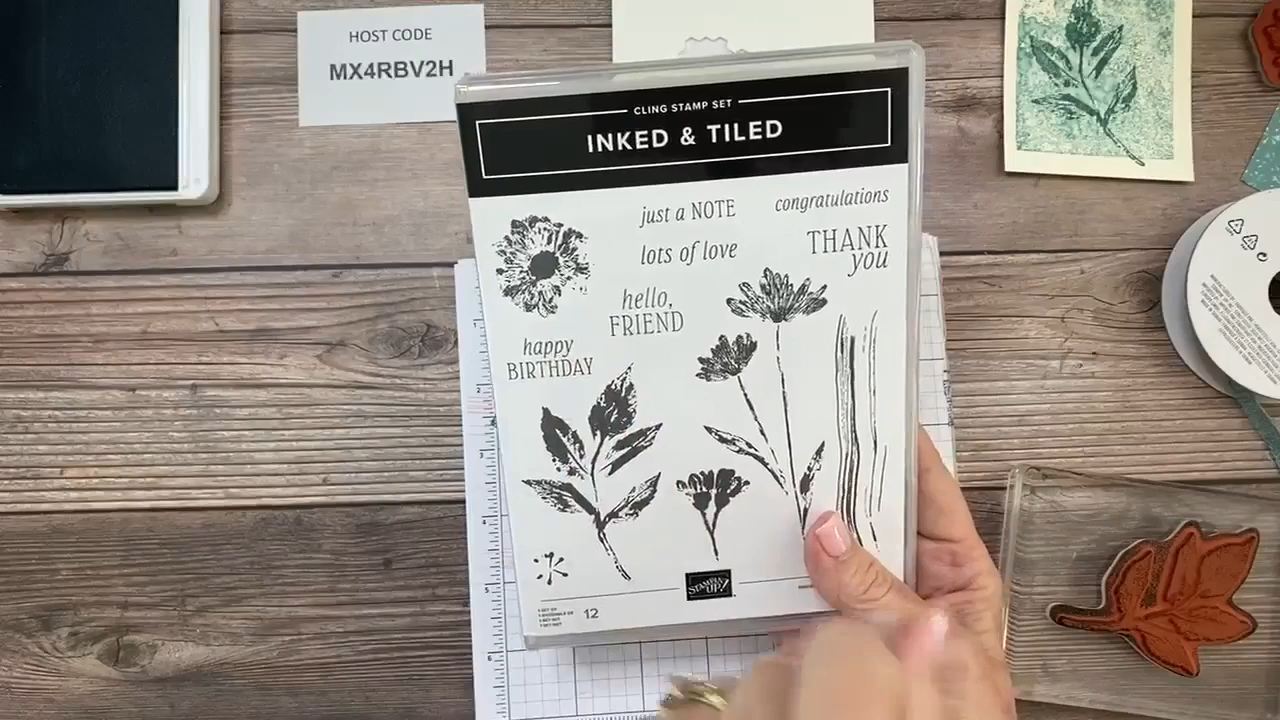 HOST CODE
MX4RBV2H
CLING STAMP SET
INKED & TILED
just a NOTE
congratulations
lots of love
THANK
you
hello,
FRIEND
happy
BIRTHDAY
STAMPIN'
UP!
12